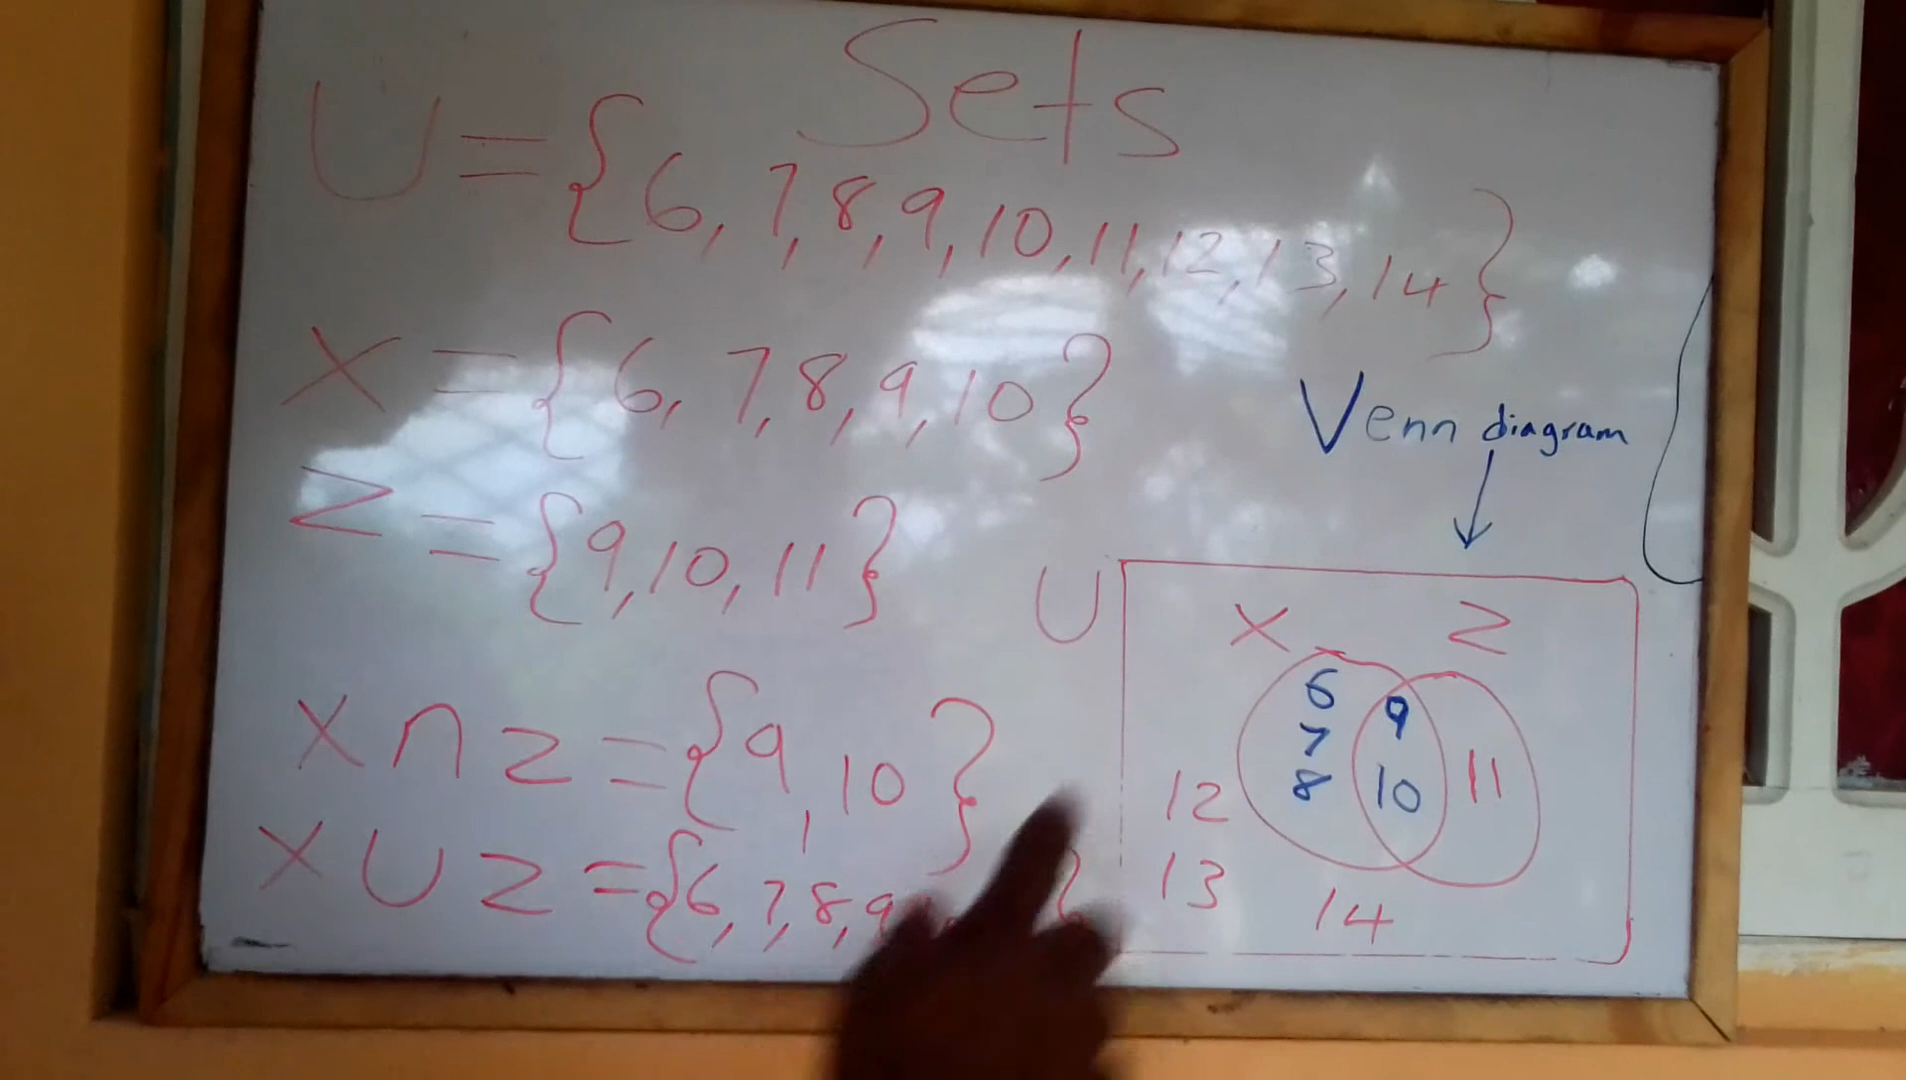 Sets
U = {6, 7, 8, 9, 10, 11, 12, 13, 14}
X = {6, 7, 8, 9, 10}
Z = {9, 10, 11}
X ∩ Z = {9, 10}
X ∪ Z = {6, 7, 8, 9
Venn diagram
U
X Z
6 9
7
8 10 11
12
13
14